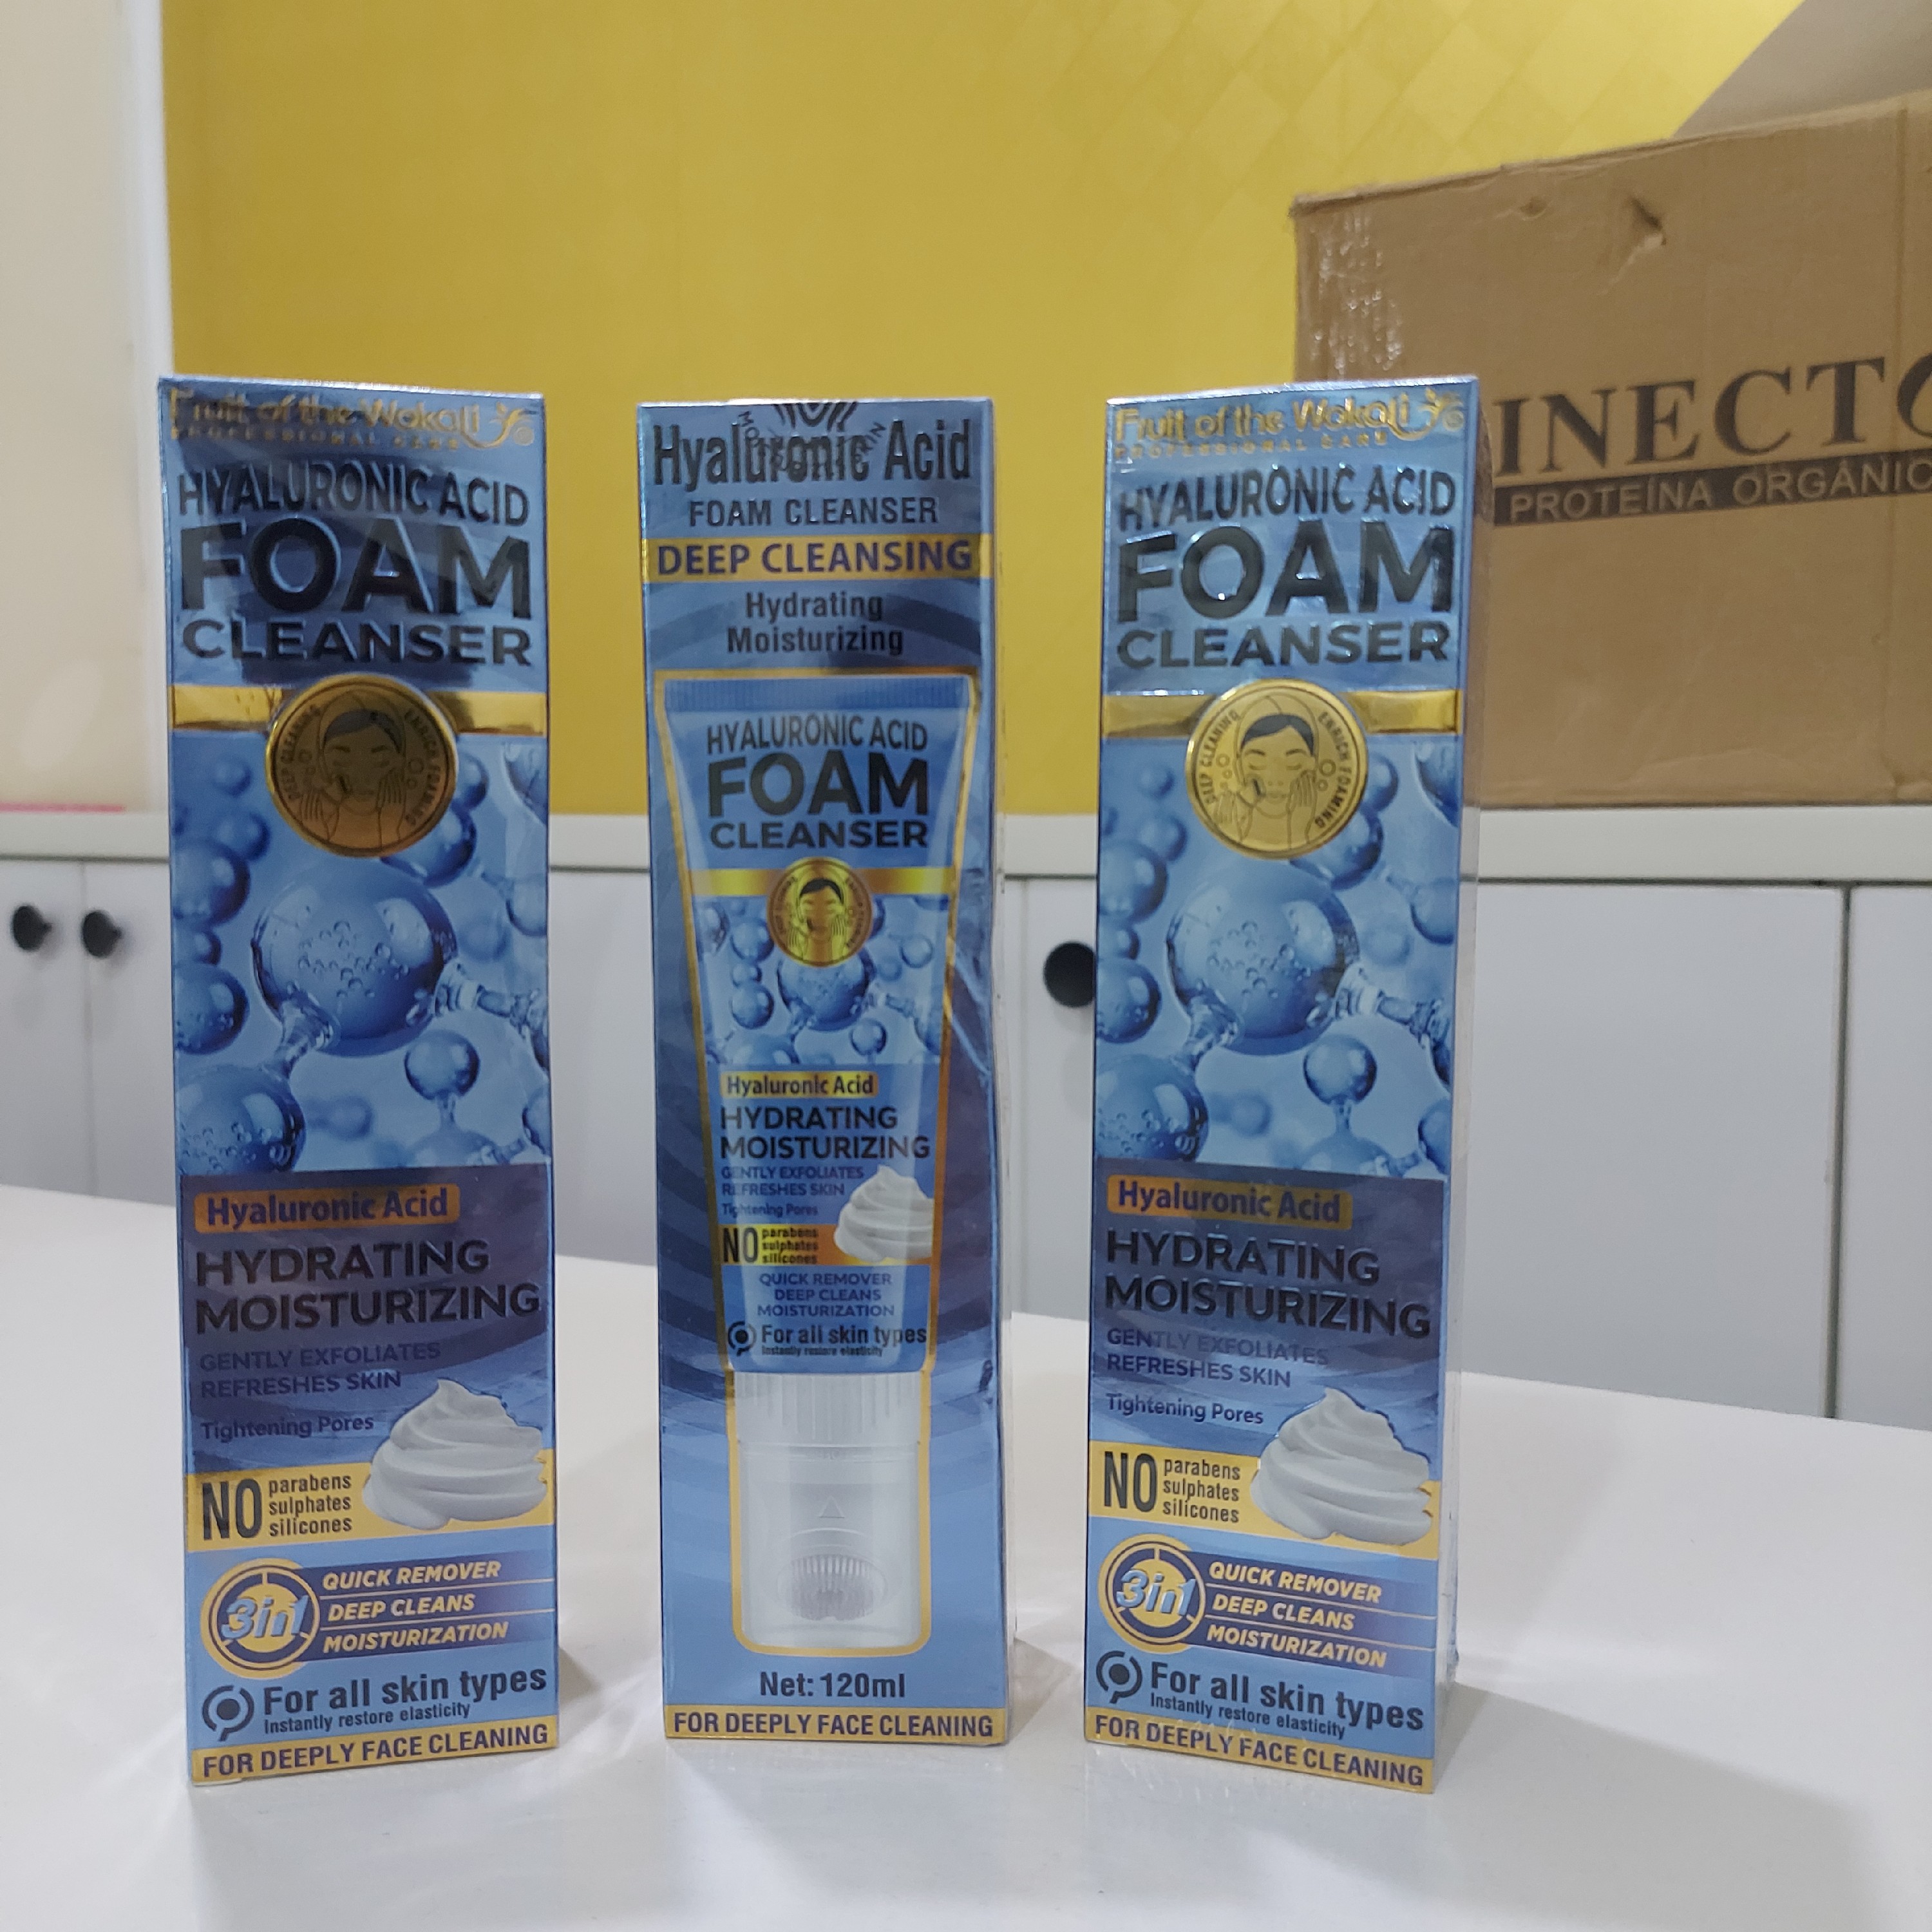 Fruit of the Wokali
PROFESSIONAL CARE
HYALURONIC ACID
FOAM
CLEANSER
DEEP CLEANING
ENRICH FOAMING
Hyaluronic Acid
HYDRATING
MOISTURIZING
GENTLY EXFOLIATES
REFRESHES SKIN
Tightening Pores
NO parabens
sulphates
silicones
3in1
QUICK REMOVER
DEEP CLEANS
MOISTURIZATION
For all skin types
Instantly restore elasticity
FOR DEEPLY FACE CLEANING
Hyaluronic Acid
FOAM CLEANSER
DEEP CLEANSING
Hydrating
Moisturizing
HYALURONIC ACID
FOAM
CLEANSER
Hyaluronic Acid
HYDRATING
MOISTURIZING
GENTLY EXFOLIATES
REFRESHES SKIN
Tightening Pores
NO parabens
sulphates
silicones
QUICK REMOVER
DEEP CLEANS
MOISTURIZATION
For all skin types
Instantly restore elasticity
Net: 120ml
FOR DEEPLY FACE CLEANING
Fruit of the Wokali
PROFESSIONAL CARE
HYALURONIC ACID
FOAM
CLEANSER
DEEP CLEANING
ENRICH FOAMING
Hyaluronic Acid
HYDRATING
MOISTURIZING
GENTLY EXFOLIATES
REFRESHES SKIN
Tightening Pores
NO parabens
sulphates
silicones
3in1
QUICK REMOVER
DEEP CLEANS
MOISTURIZATION
For all skin types
Instantly restore elasticity
FOR DEEPLY FACE CLEANING
INECTO
PROTEÍNA ORGÂNIC